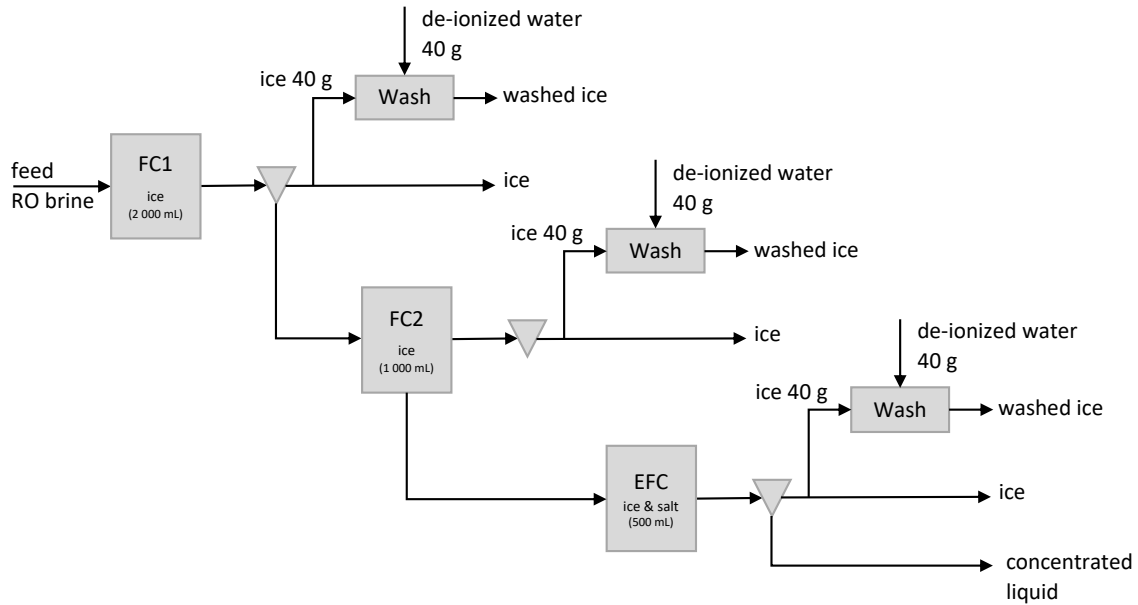 de-ionized water
40 g
ice 40 g
Wash
washed ice
feed
RO brine
FC1
ice
(2 000 mL)
ice
de-ionized water
40 g
ice 40 g
Wash
washed ice
FC2
ice
(1 000 mL)
ice
de-ionized water
40 g
ice 40 g
Wash
washed ice
EFC
ice & salt
(500 mL)
ice
concentrated
liquid